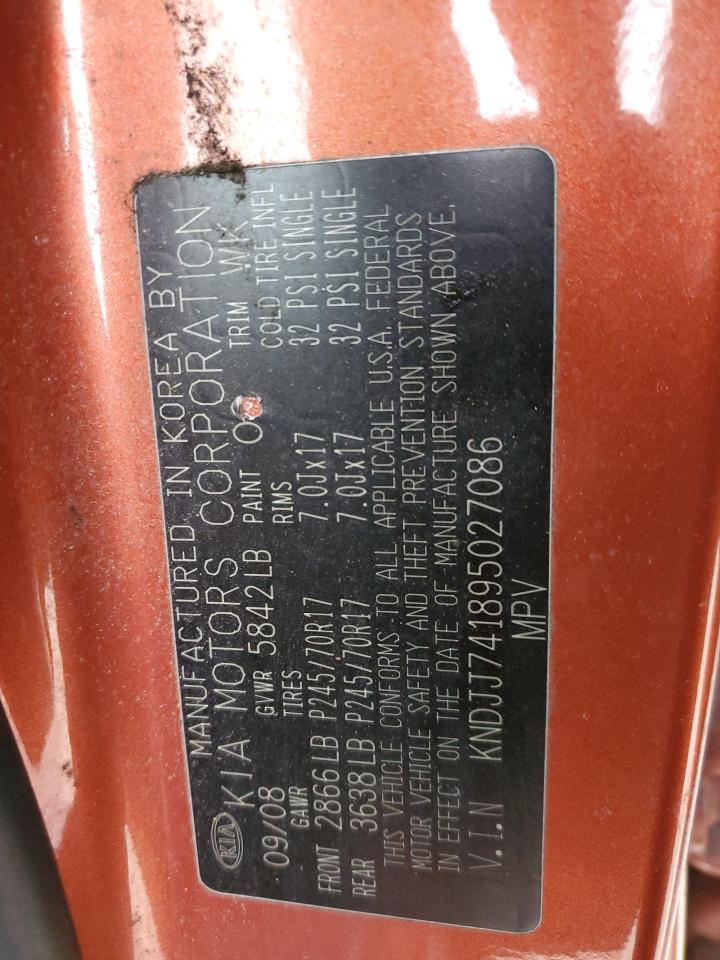 MANUFACTURED IN KOREA BY
KIA KIA MOTORS CORPORATION
09/08 GVWR 5842LB PAINT TRIM WK
GAWR TIRES RIMS COLD TIRE INFL
FRONT 2866LB P245/70R17 7.0Jx17 32 PSI SINGLE
REAR 3638LB P245/70R17 7.0Jx17 32 PSI SINGLE
THIS VEHICLE CONFORMS TO ALL APPLICABLE U.S.A. FEDERAL
MOTOR VEHICLE SAFETY AND THEFT PREVENTION STANDARDS
IN EFFECT ON THE DATE OF MANUFACTURE SHOWN ABOVE.
V.I.N KNDJJ741895027086
MPV